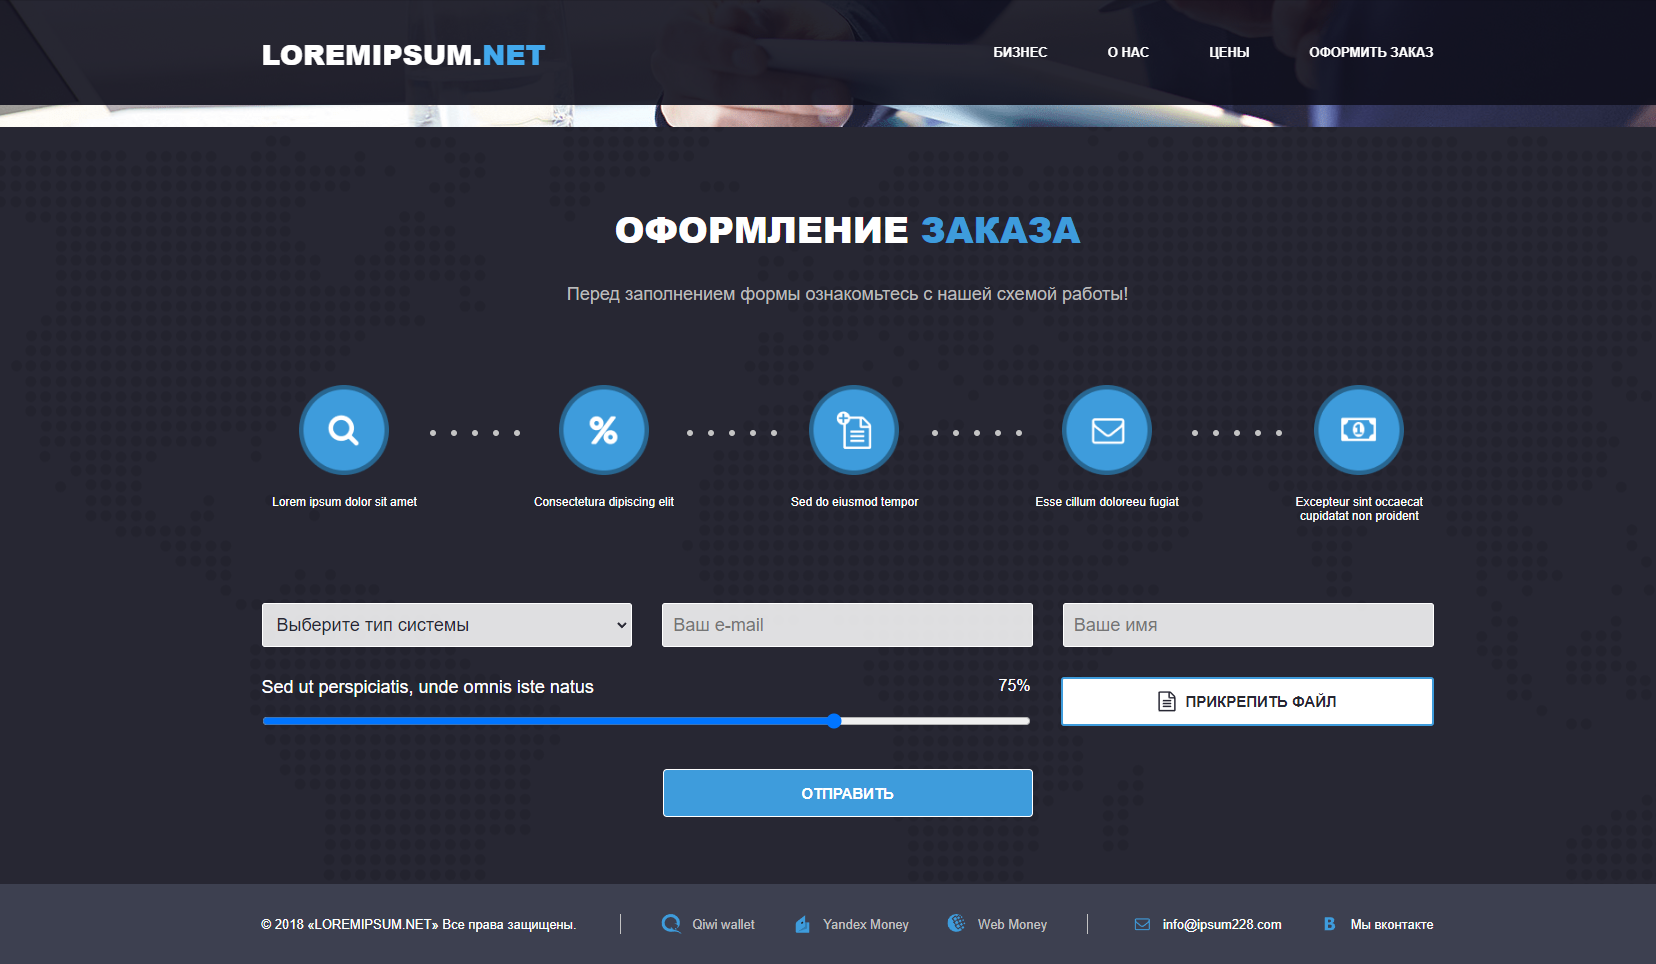 LOREMIPSUM.NET
БИЗНЕС
О НАС
ЦЕНЫ
ОФОРМИТЬ ЗАКАЗ
ОФОРМЛЕНИЕ ЗАКАЗА
Перед заполнением формы ознакомьтесь с нашей схемой работы!
Lorem ipsum dolor sit amet
Consectetura dipiscing elit
Sed do eiusmod tempor
Esse cillum doloreeu fugiat
Excepteur sint occaecat
cupidatat non proident
Выберите тип системы
Ваш e-mail
Ваше имя
Sed ut perspiciatis, unde omnis iste natus
75%
ПРИКРЕПИТЬ ФАЙЛ
ОТПРАВИТЬ
© 2018 «LOREMIPSUM.NET» Все права защищены.
Qiwi wallet
Yandex Money
Web Money
info@ipsum228.com
Мы вконтакте